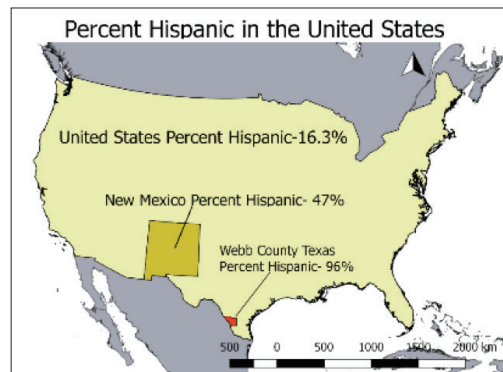 Percent Hispanic in the United States
United States Percent Hispanic-16.3%
New Mexico Percent Hispanic- 47%
Webb County Texas
Percent Hispanic- 96%
500 0 500 1000 1500 2000 km